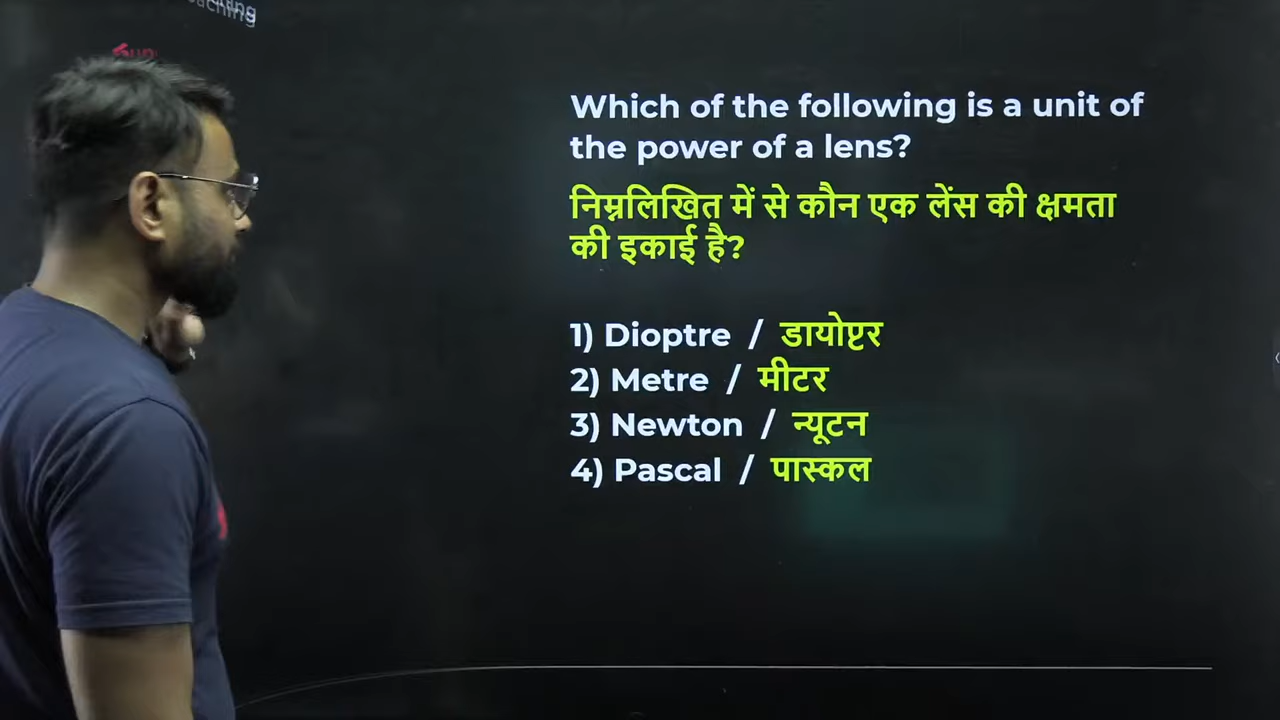 Which of the following is a unit of
the power of a lens?
निम्नलिखित में से कौन एक लेंस की क्षमता
की इकाई है?
1) Dioptre / डायोप्टर
2) Metre / मीटर
3) Newton / न्यूटन
4) Pascal / पास्कल